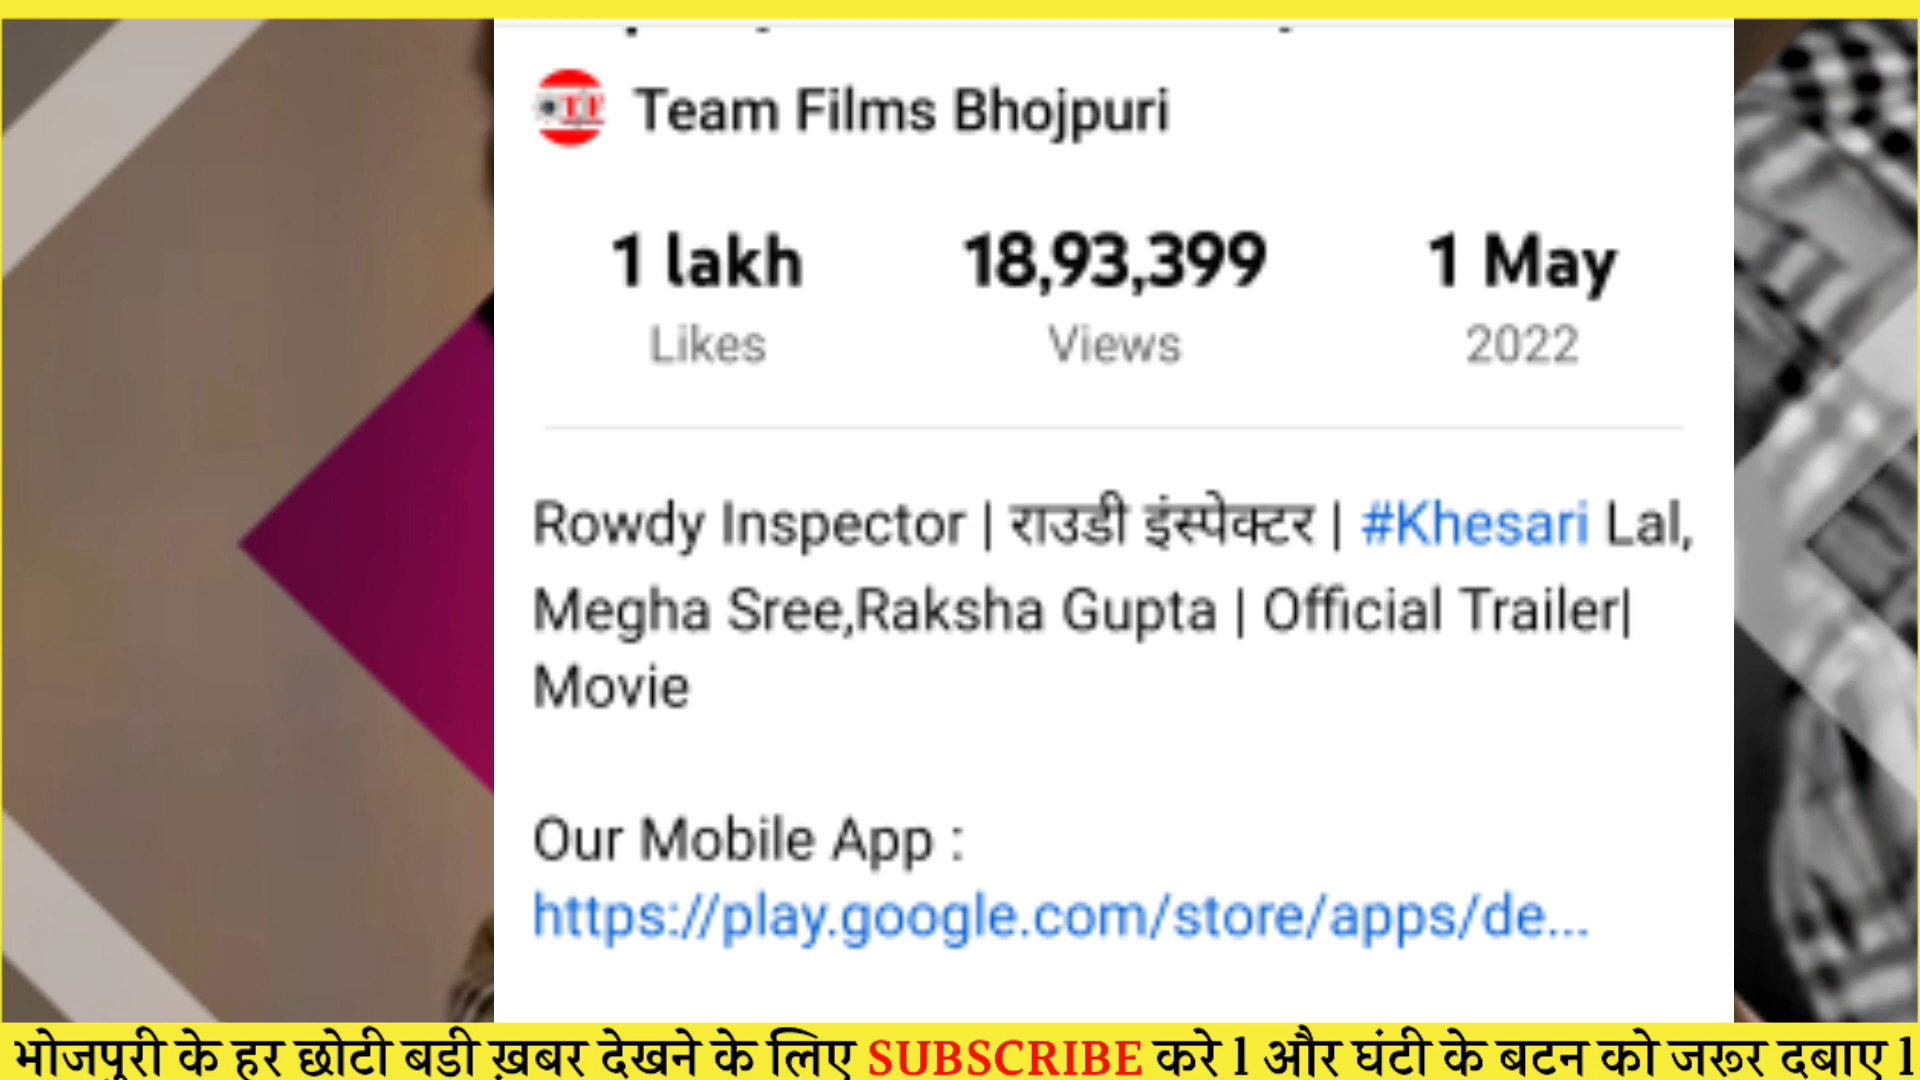 Team Films Bhojpuri
1 lakh 18,93,399 1 May
Likes Views 2022
Rowdy Inspector | राउडी इंस्पेक्टर | #Khesari Lal,
Megha Sree,Raksha Gupta | Official Trailer|
Movie
Our Mobile App :
https://play.google.com/store/apps/de...
भोजपुरी के हर छोटी बडी ख़बर देखने के लिए SUBSCRIBE करे l और घंटी के बटन को जरूर दबाए l